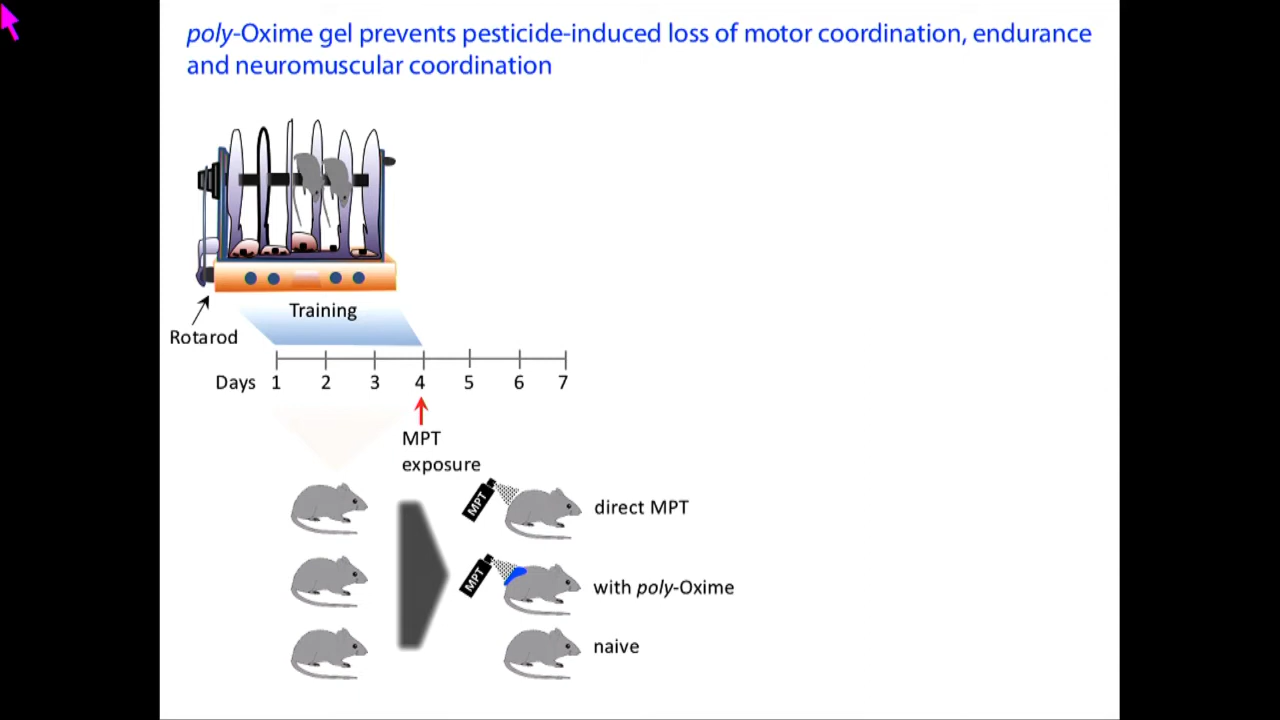 poly-Oxime gel prevents pesticide-induced loss of motor coordination, endurance
and neuromuscular coordination
Training
Rotarod
Days 1 2 3 4 5 6 7
MPT
exposure
MPT
direct MPT
MPT
with poly-Oxime
naive